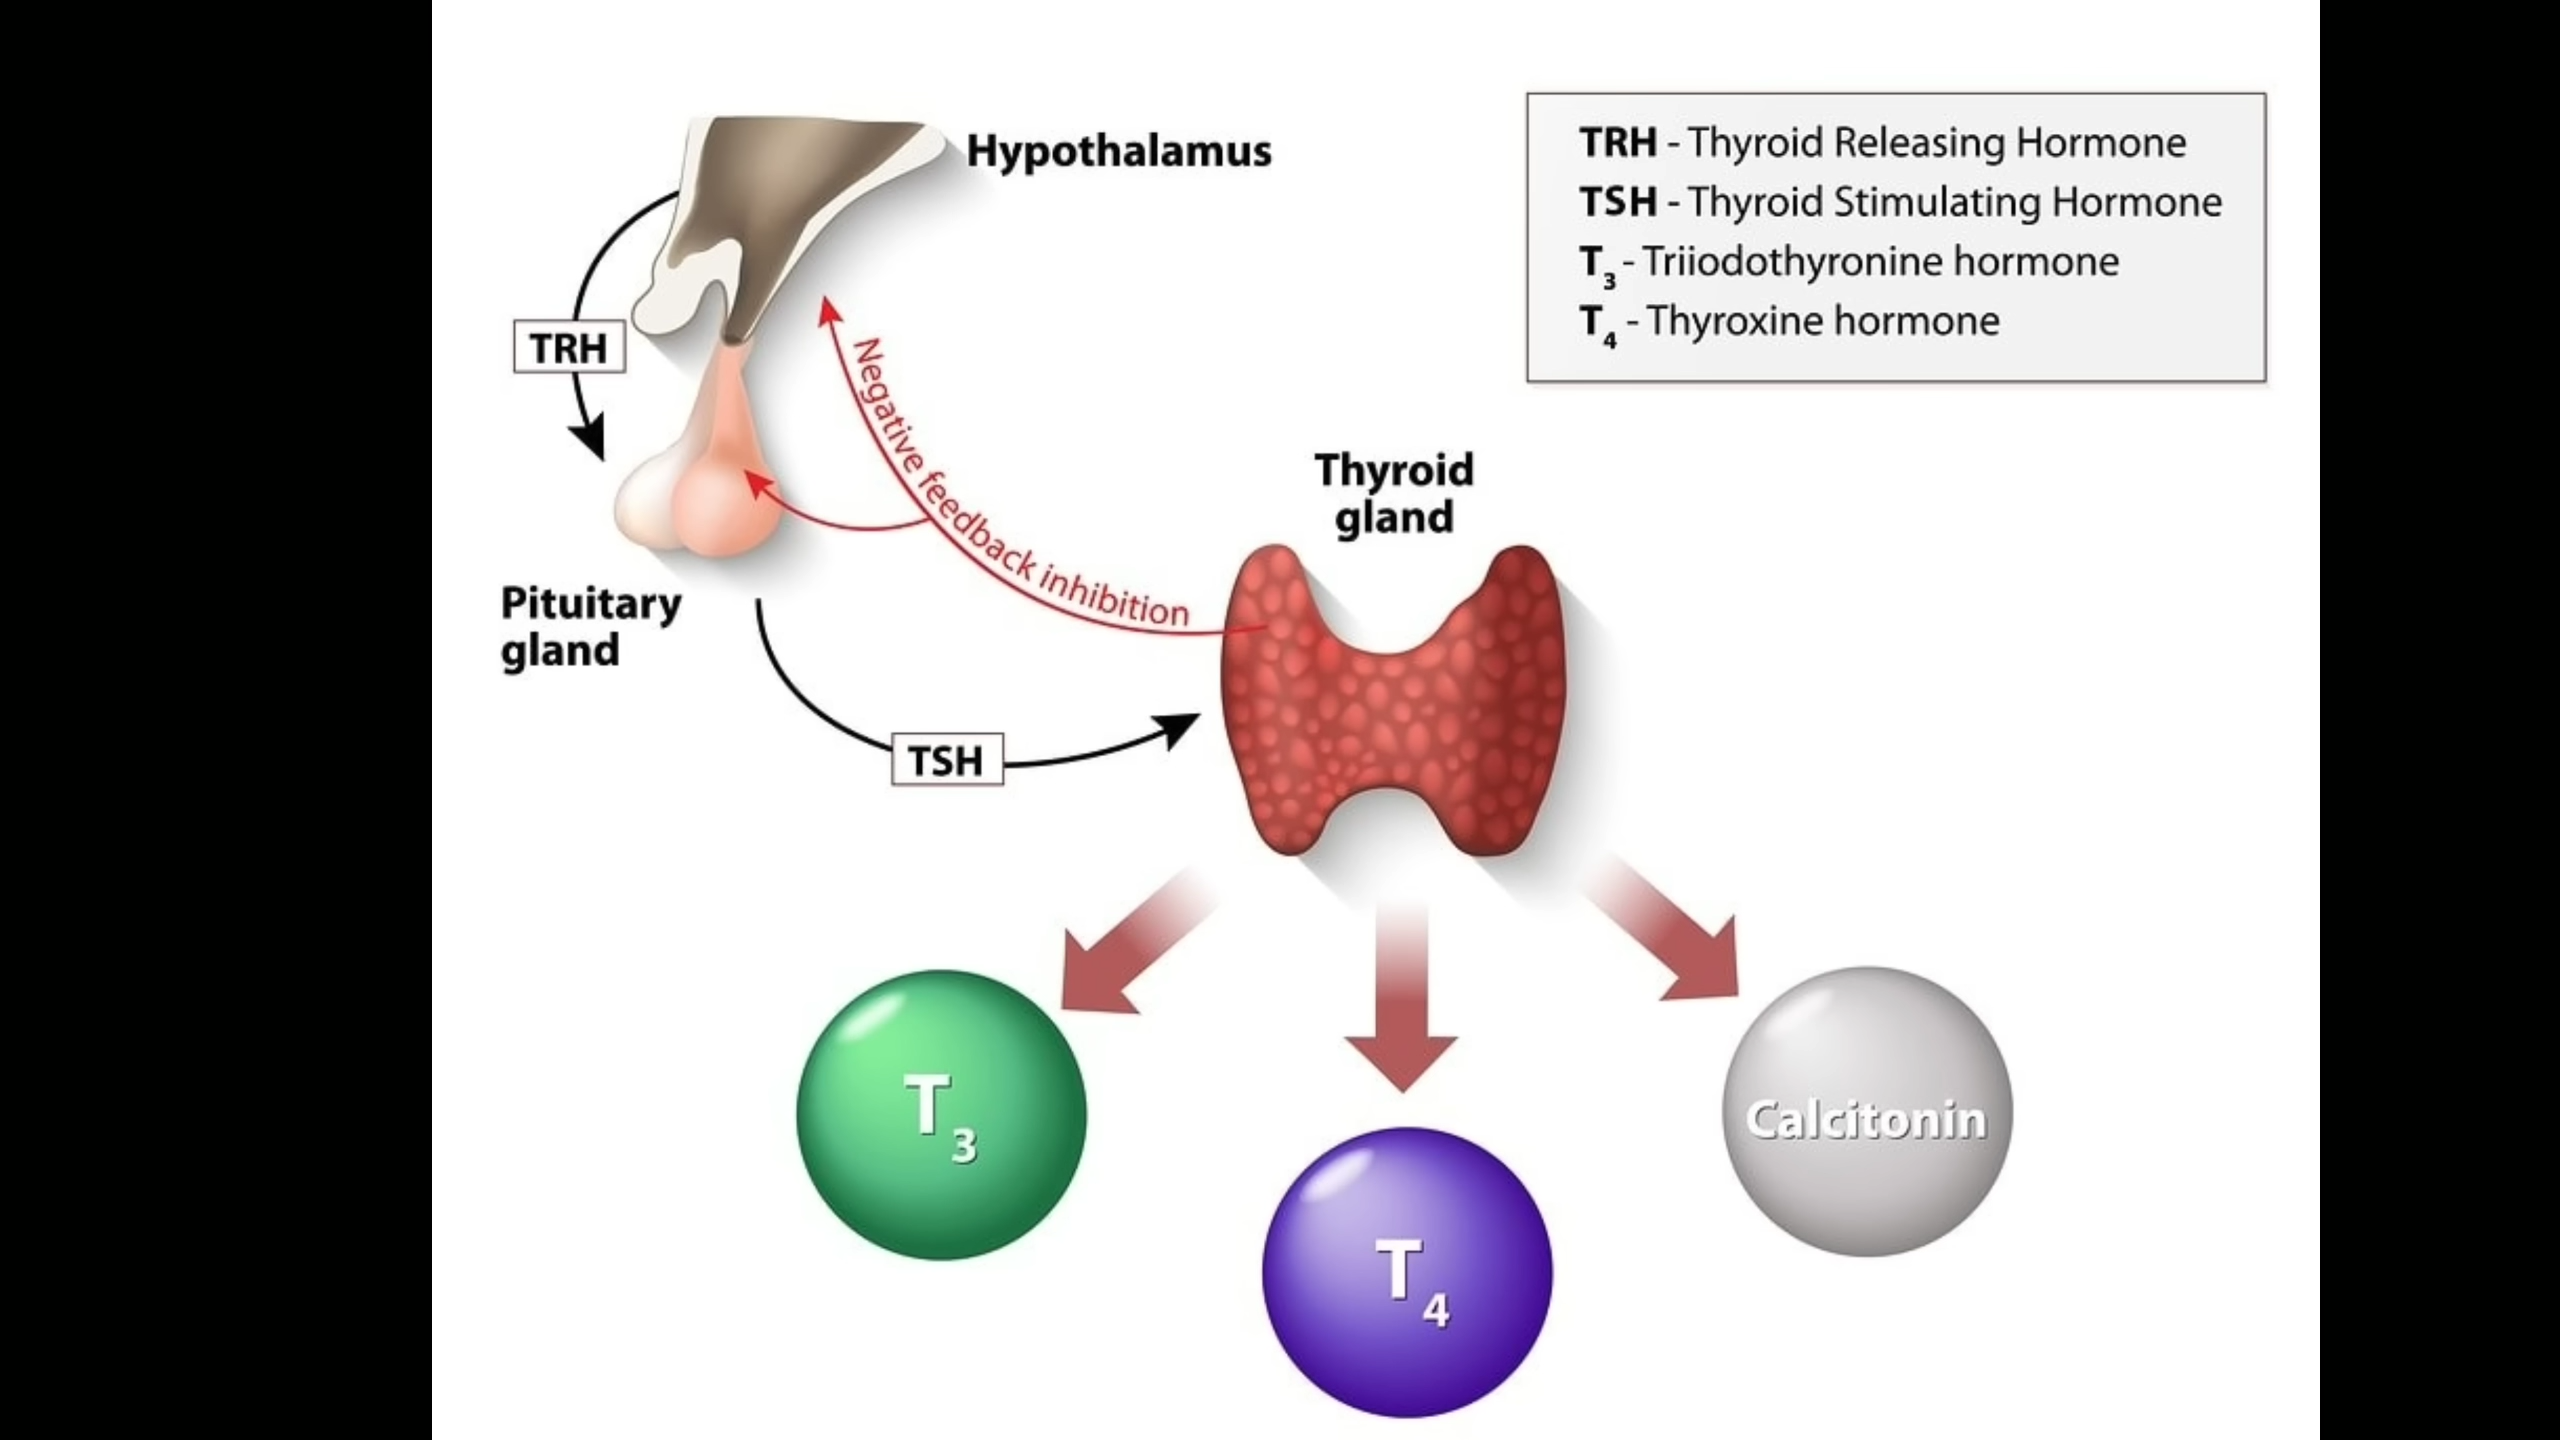 Hypothalamus
TRH - Thyroid Releasing Hormone
TSH - Thyroid Stimulating Hormone
T3 - Triiodothyronine hormone
T4 - Thyroxine hormone
TRH
Negative feedback inhibition
Thyroid
gland
Pituitary
gland
TSH
T3
T4
Calcitonin